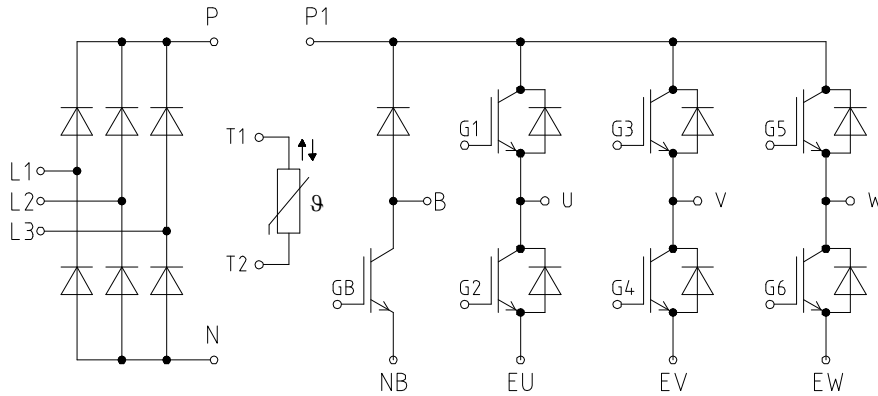 P P1
T1
G1 G3 G5
L1
L2 B U V W
ϑ
L3
T2
GB G2 G4 G6
N
NB EU EV EW